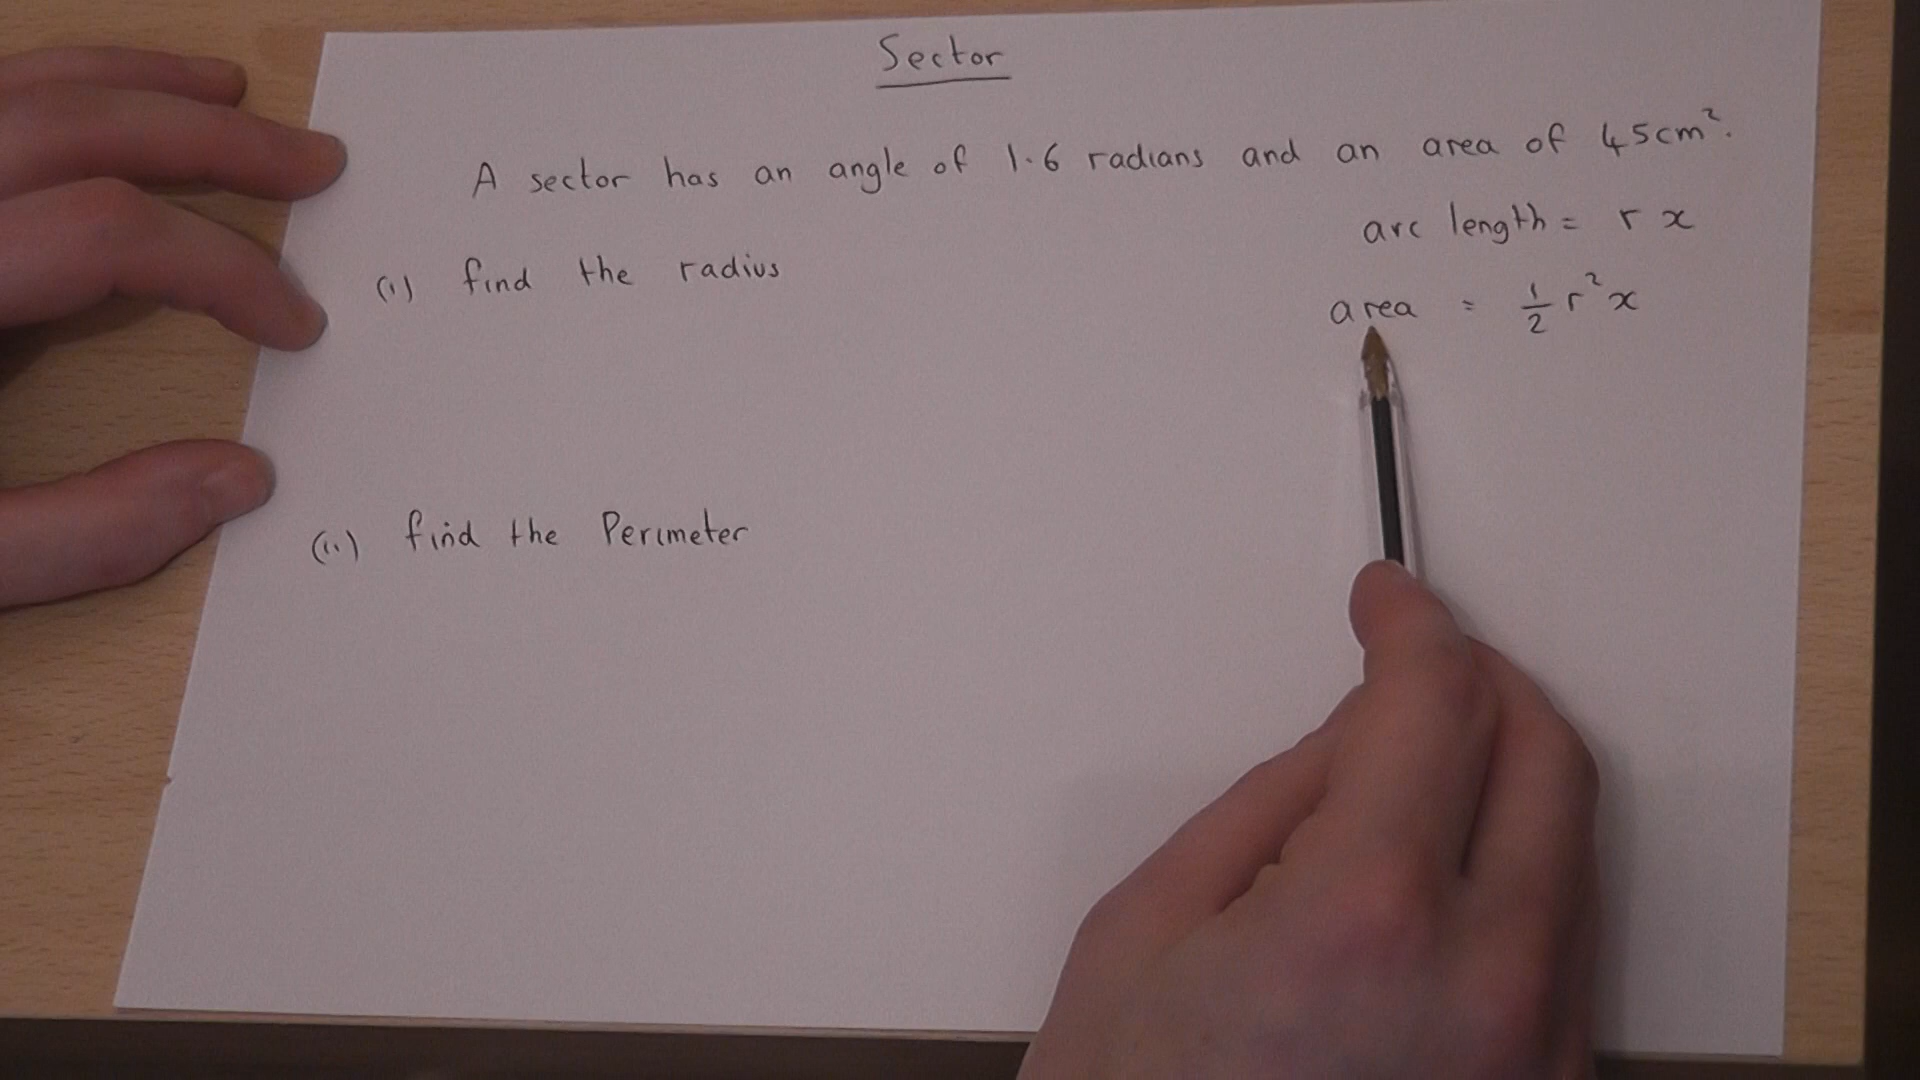 Sector
A sector has an angle of 1.6 radians and an area of 45cm².
arc length = r x
(i) find the radius
area = ½ r² x
(ii) find the Perimeter